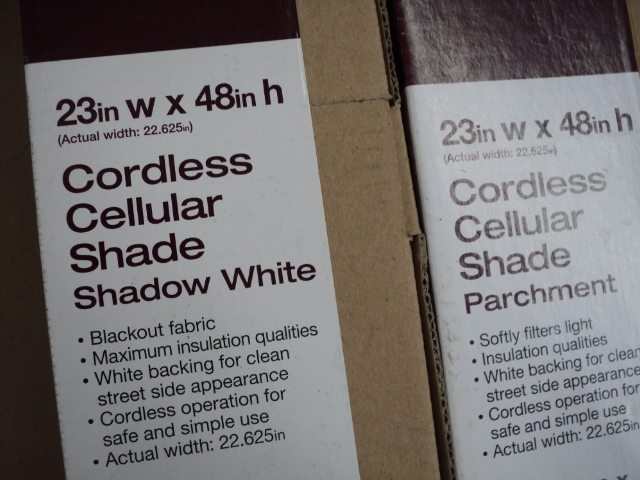 23in W x 48in h
(Actual width: 22.625in)
Cordless
Cellular
Shade
Shadow White
• Blackout fabric
• Maximum insulation qualities
• White backing for clean
street side appearance
• Cordless operation for
safe and simple use
• Actual width: 22.625in
23in W x 48in h
(Actual width: 22.625in)
Cordless
Cellular
Shade
Parchment
• Softly filters light
• Insulation qualities
• White backing for clean
street side appearance
• Cordless operation for
safe and simple use
• Actual width: 22.625in